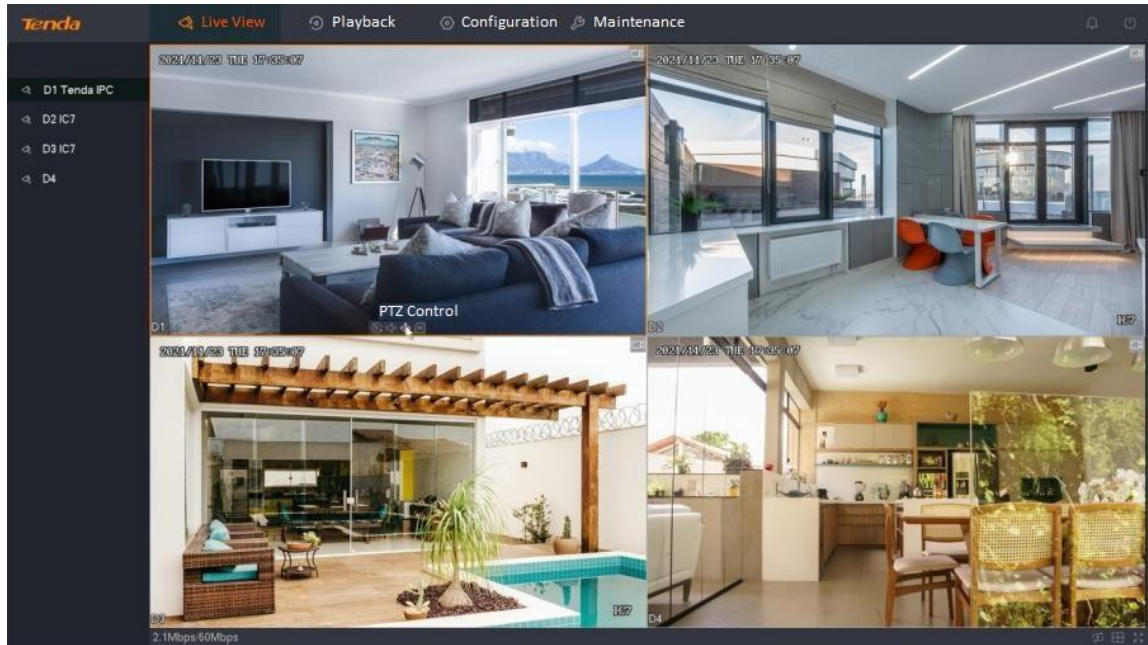 Tenda
Live View
Playback
Configuration
Maintenance
D1 Tenda IPC
D2 IC7
D3 IC7
D4
2021/11/23 TUE 17:35:07
2021/11/23 TUE 17:35:07
PTZ Control
D1
D2
IC7
2021/11/23 TUE 17:35:07
2021/11/23 TUE 17:35:07
D3
IC7
D4
2.1Mbps/60Mbps